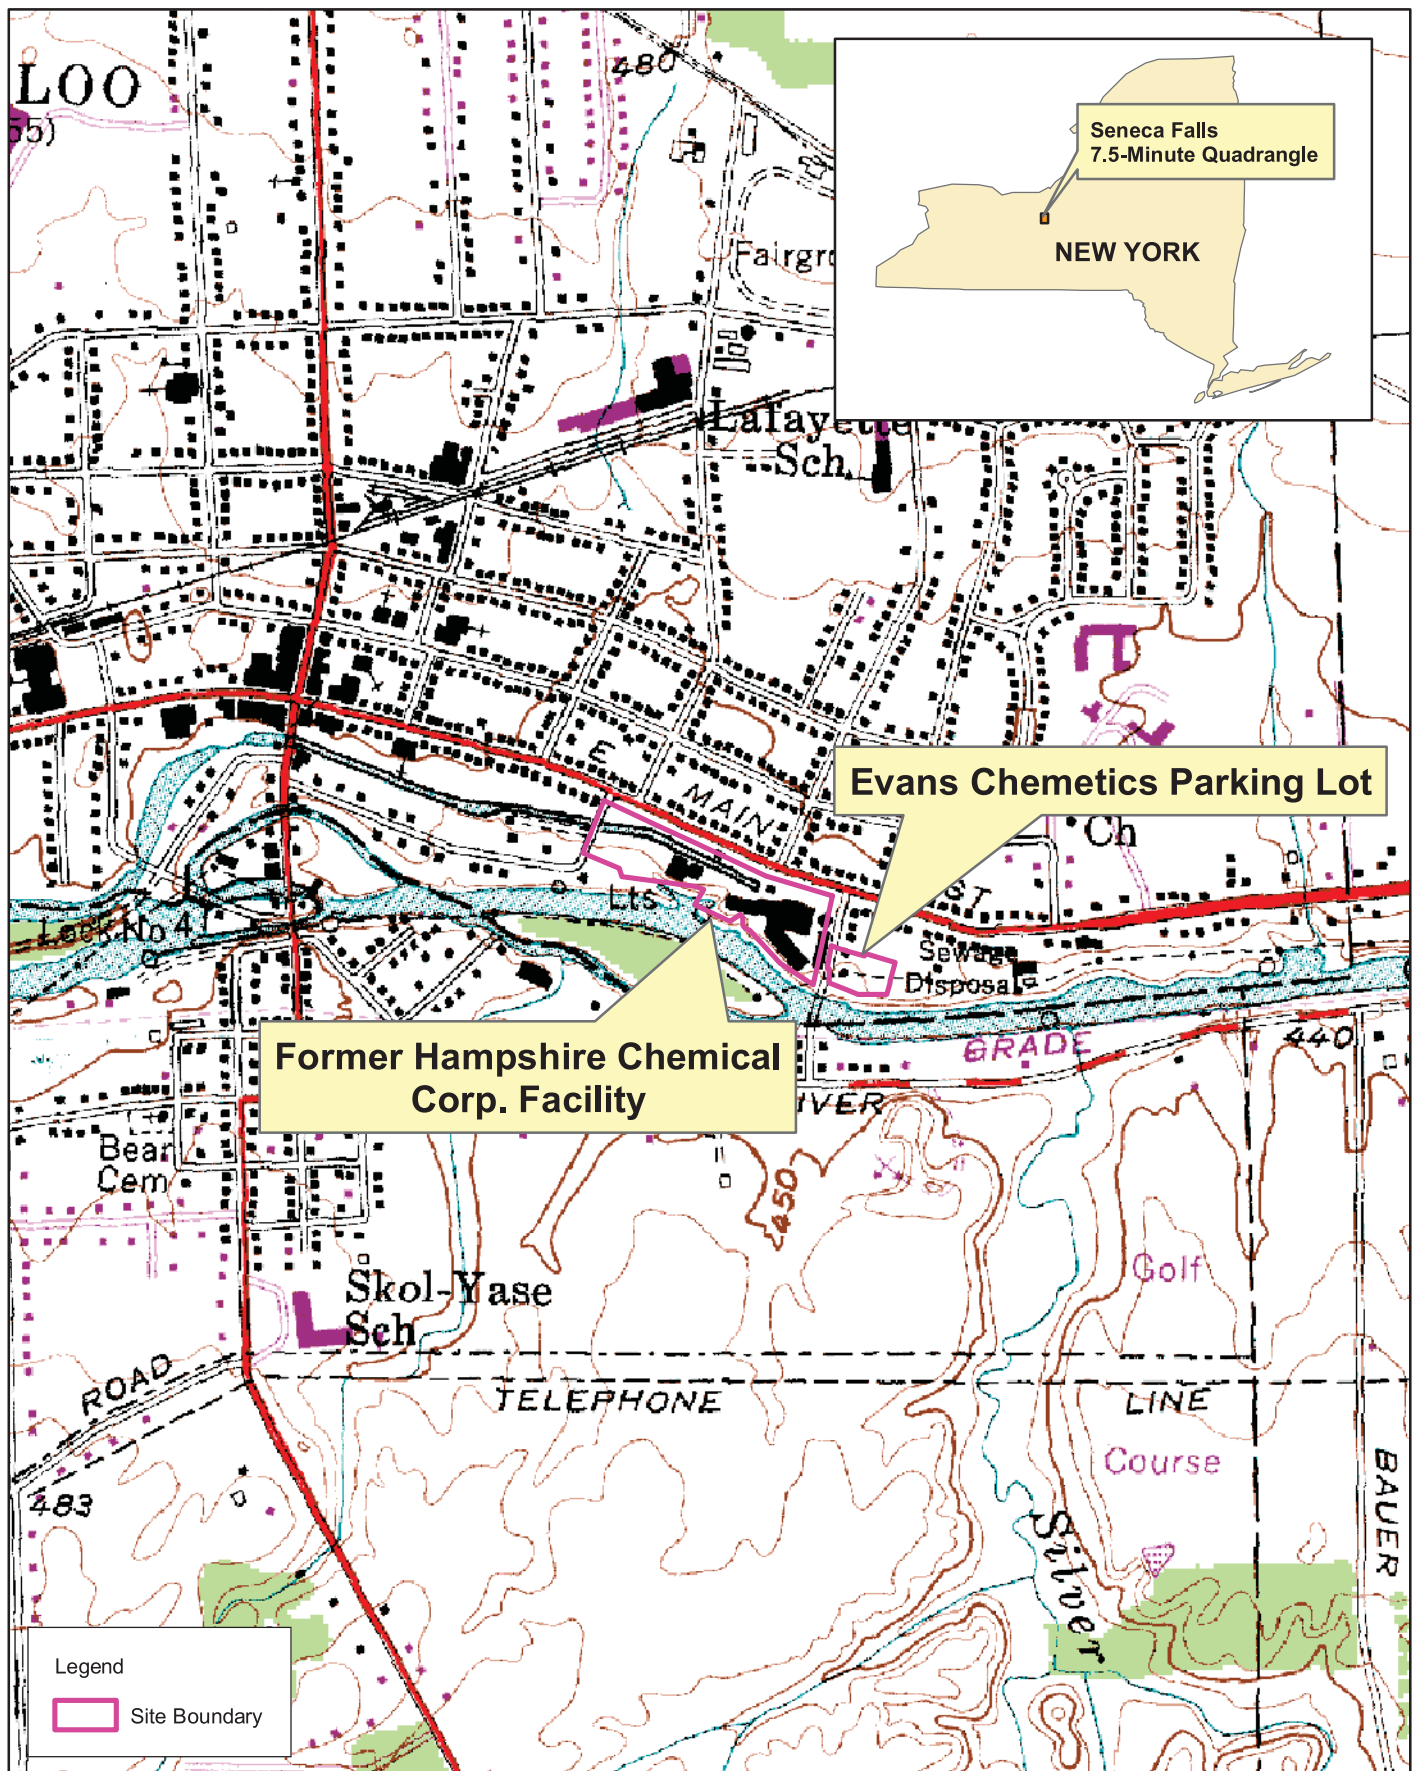 LOO
55)
480
Seneca Falls
7.5-Minute Quadrangle
NEW YORK
Fairgro
Lafayette
Sch
E
MAIN
ST
Evans Chemetics Parking Lot
Ch
Lts
Lock No 4
Sewage
Disposal
Former Hampshire Chemical
Corp. Facility
GRADE
440
IVER
Bear
Cem
450
Golf
Skol-Yase
Sch
ROAD
TELEPHONE
LINE
Course
BAUER
483
Silver
Legend
Site Boundary